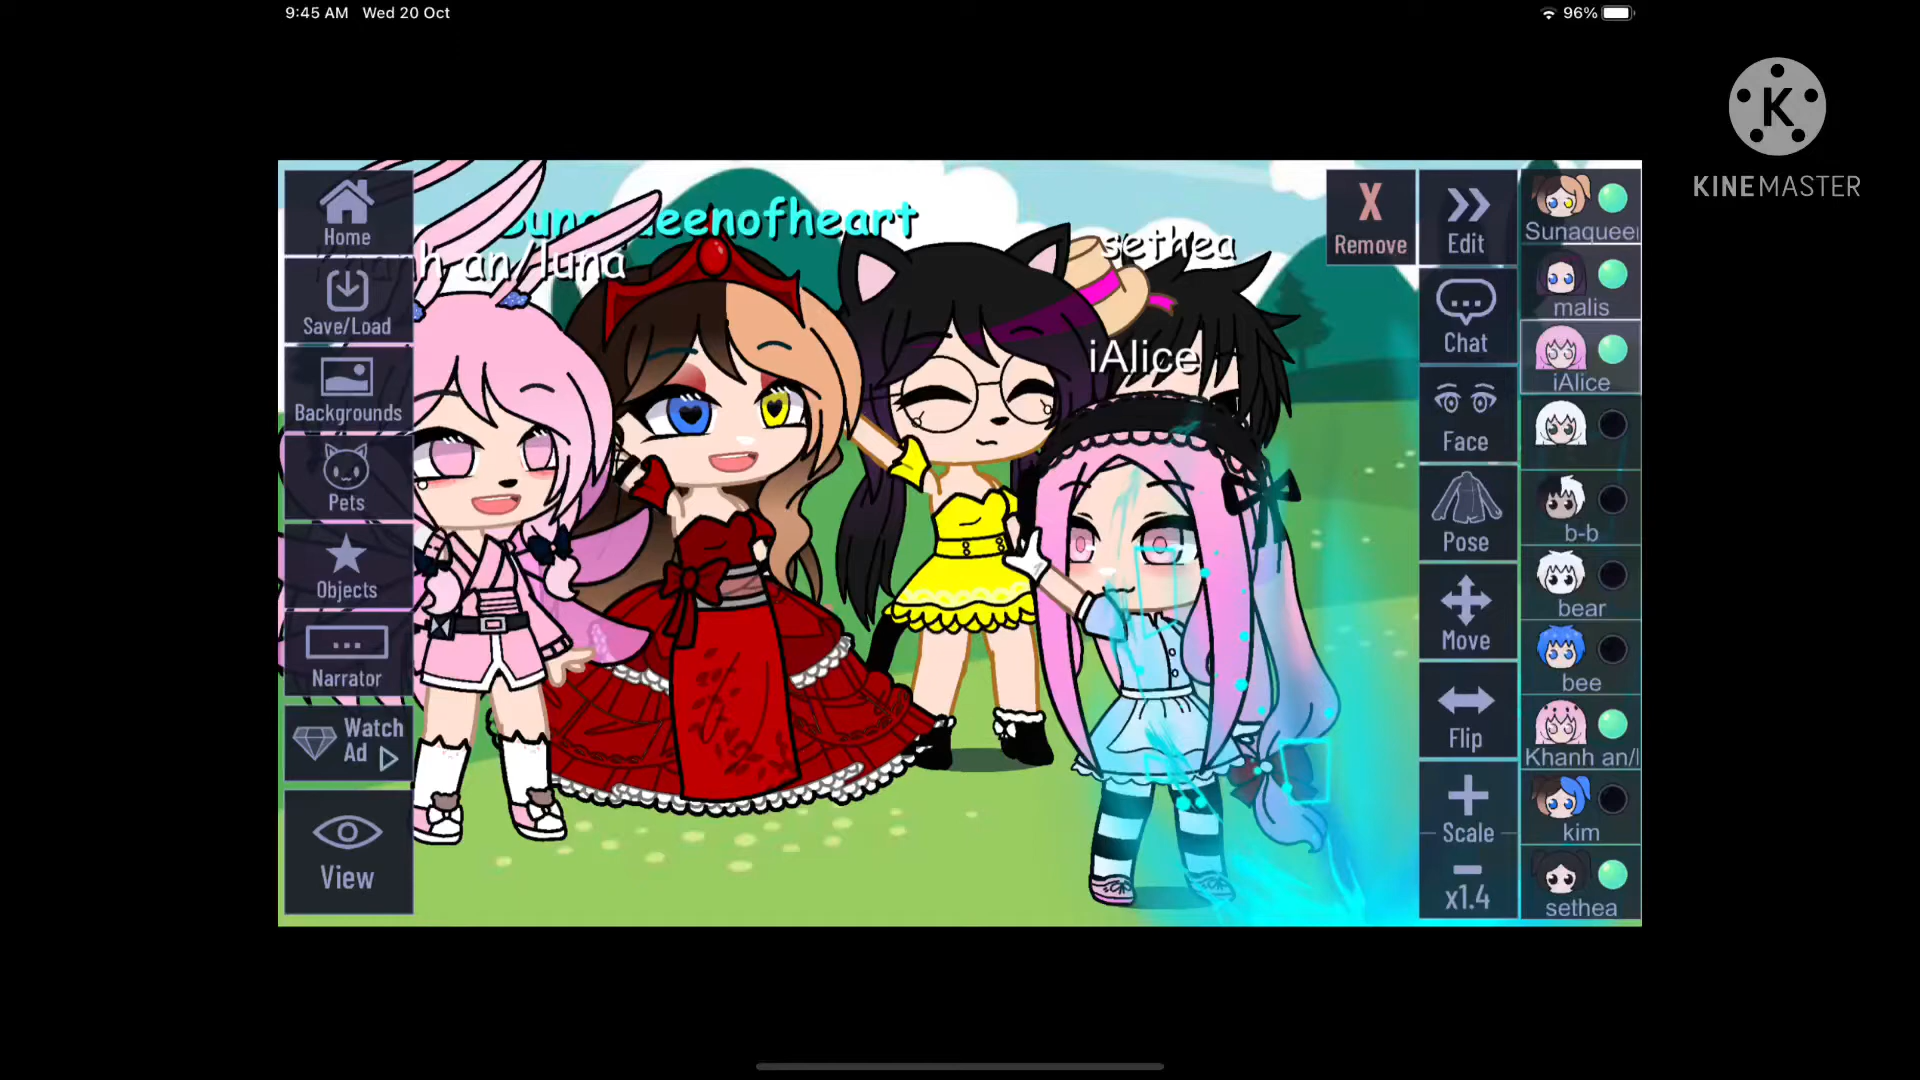 9:45 AM Wed 20 Oct
96%
K
KINEMASTER
Home
Save/Load
Backgrounds
Pets
Objects
Narrator
Watch
Ad
View
eenofheart
h an/luna
sethea
iAlice
X
Remove
Edit
Chat
Face
Pose
Move
Flip
Scale
x1.4
Sunaqueen
malis
iAlice
b-b
bear
bee
Khanh an/l
kim
sethea